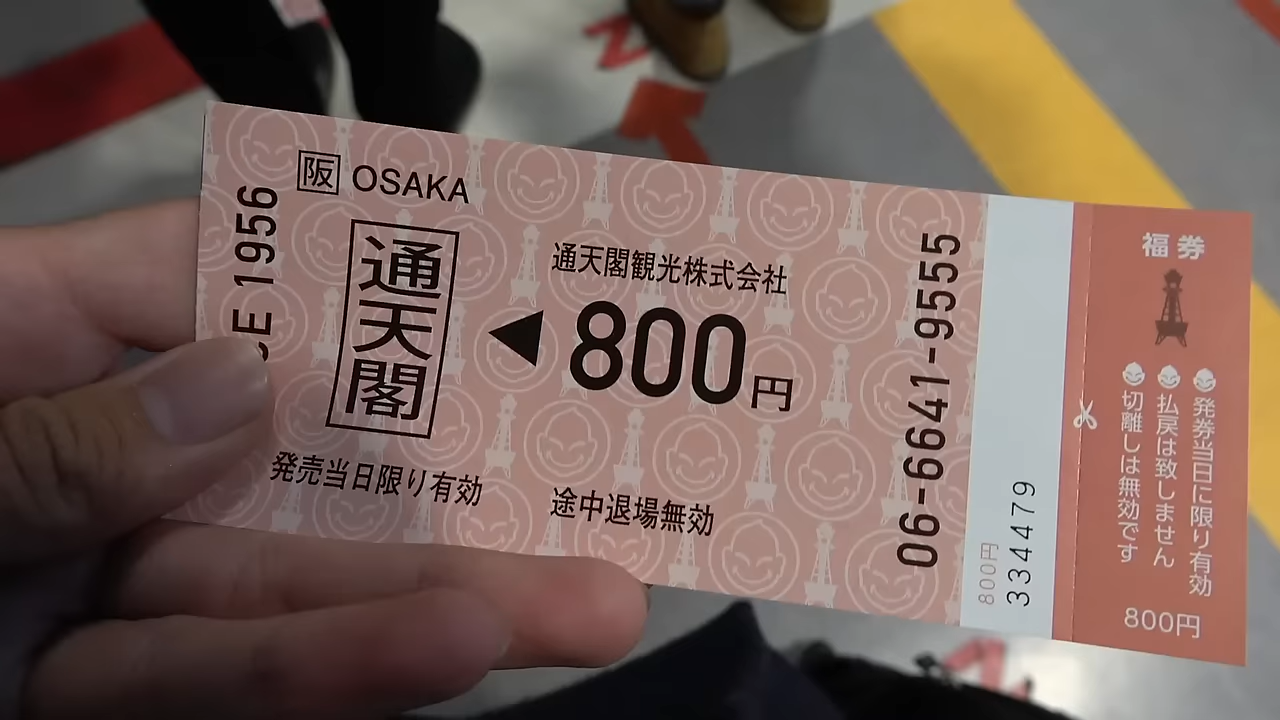 阪 OSAKA
CE 1956
通天閣
通天閣観光株式会社
800円
発売当日限り有効
途中退場無効
06-6641-9555
800円
334479
福券
発券当日に限り有効
払戻は致しません
切離しは無効です
800円